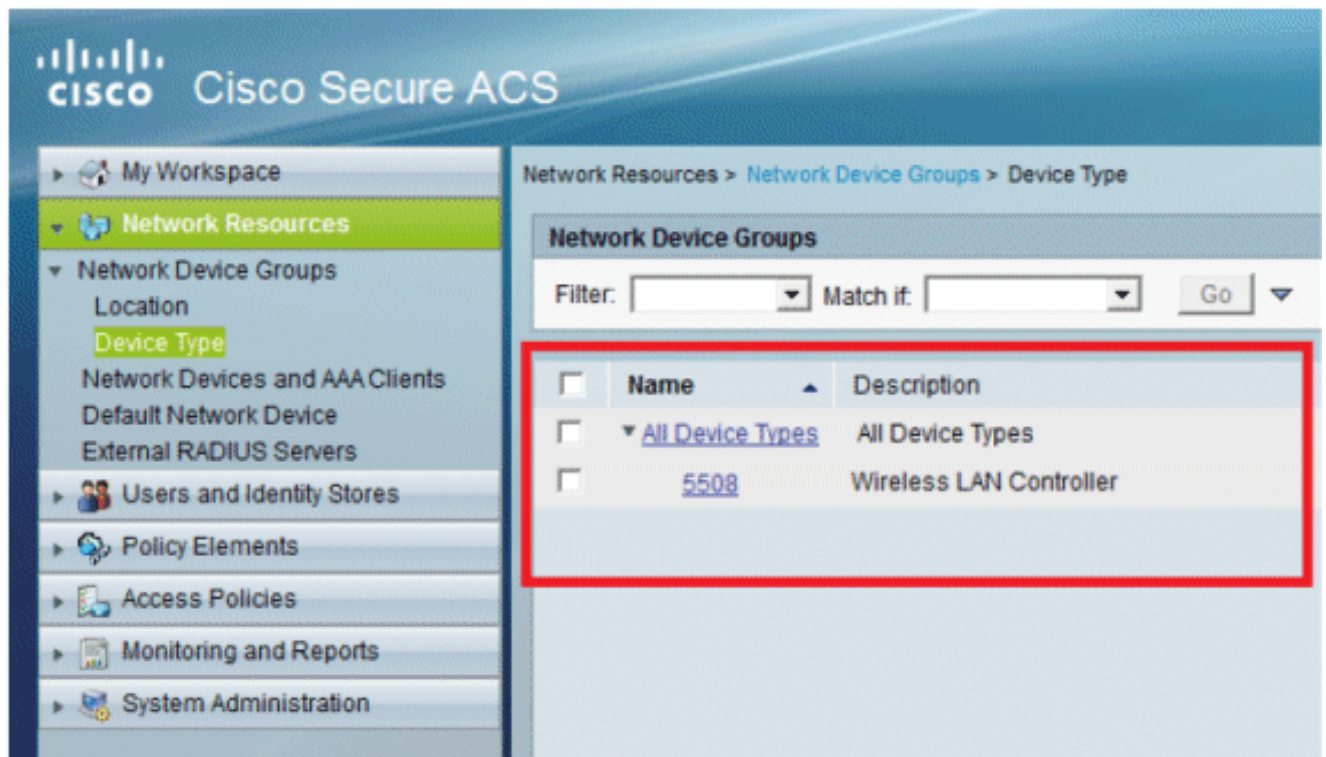 cisco Cisco Secure ACS
My Workspace
Network Resources
Network Device Groups
Location
Device Type
Network Devices and AAA Clients
Default Network Device
External RADIUS Servers
Users and Identity Stores
Policy Elements
Access Policies
Monitoring and Reports
System Administration
Network Resources > Network Device Groups > Device Type
Network Device Groups
Filter: Match if: Go
Name Description
All Device Types All Device Types
5508 Wireless LAN Controller